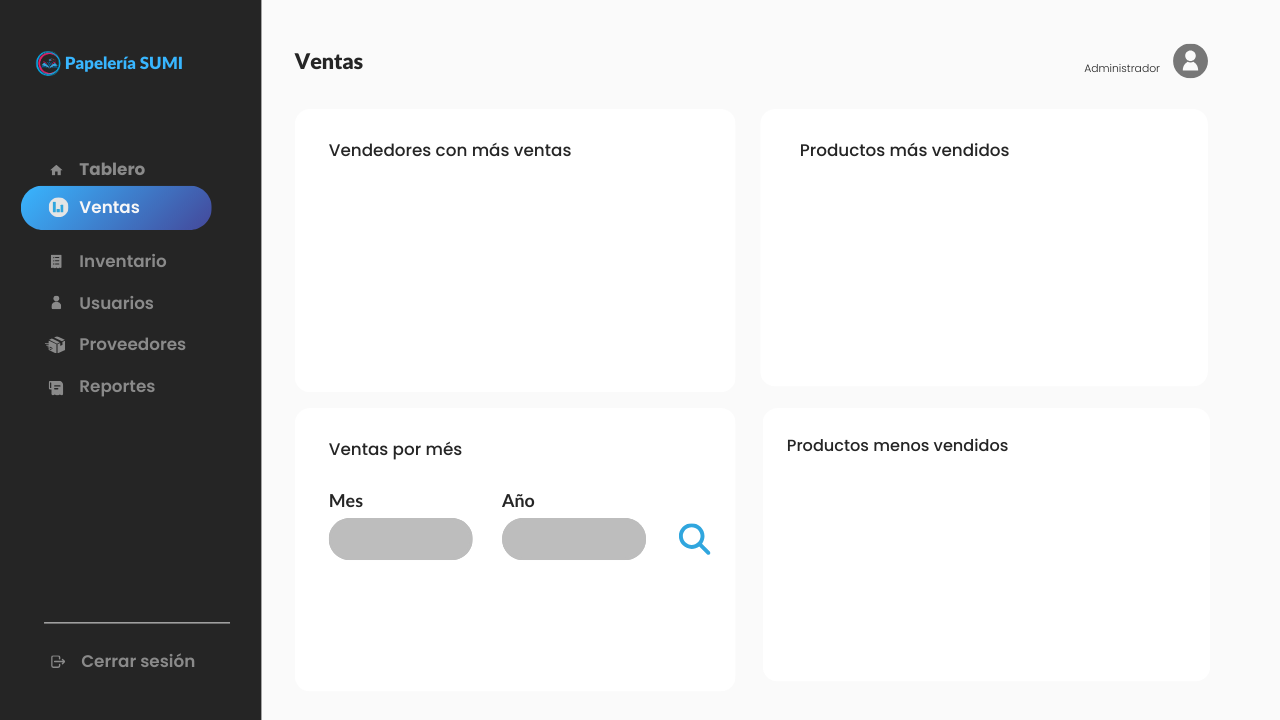 Papelería SUMI
Tablero
Ventas
Inventario
Usuarios
Proveedores
Reportes
Cerrar sesión
Ventas
Administrador
Vendedores con más ventas
Productos más vendidos
Ventas por més
Mes
Año
Productos menos vendidos